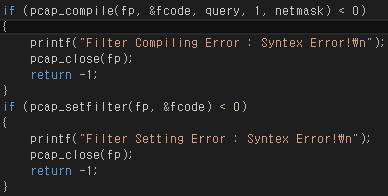 if (pcap_compile(fp, &fcode, query, 1, netmask) < 0)
{
printf("Filter Compiling Error : Syntex Error!₩n");
pcap_close(fp);
return -1;
}
if (pcap_setfilter(fp, &fcode) < 0)
{
printf("Filter Setting Error : Syntex Error!₩n");
pcap_close(fp);
return -1;
}